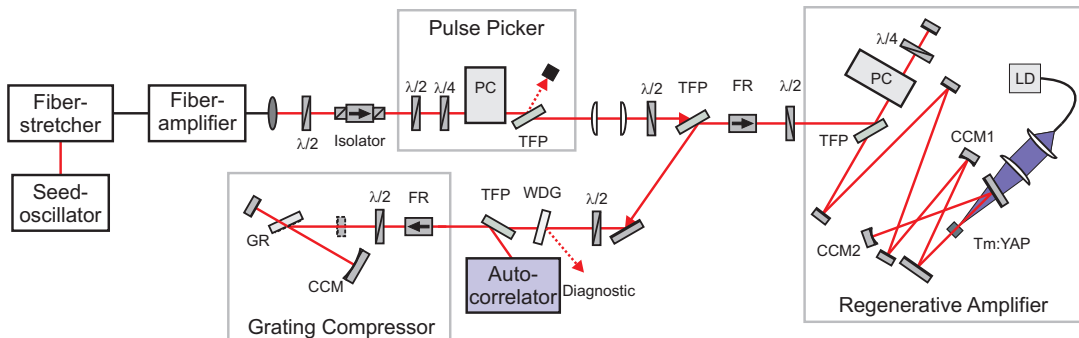 Pulse Picker
λ/4
LD
PC
λ/2
λ/4
PC
λ/2
TFP
FR
λ/2
Fiber-
stretcher
Fiber-
amplifier
λ/2
Isolator
TFP
TFP
CCM1
Seed-
oscillator
λ/2
FR
TFP
WDG
λ/2
GR
CCM
Auto-
correlator
Diagnostic
CCM2
Tm:YAP
Grating Compressor
Regenerative Amplifier